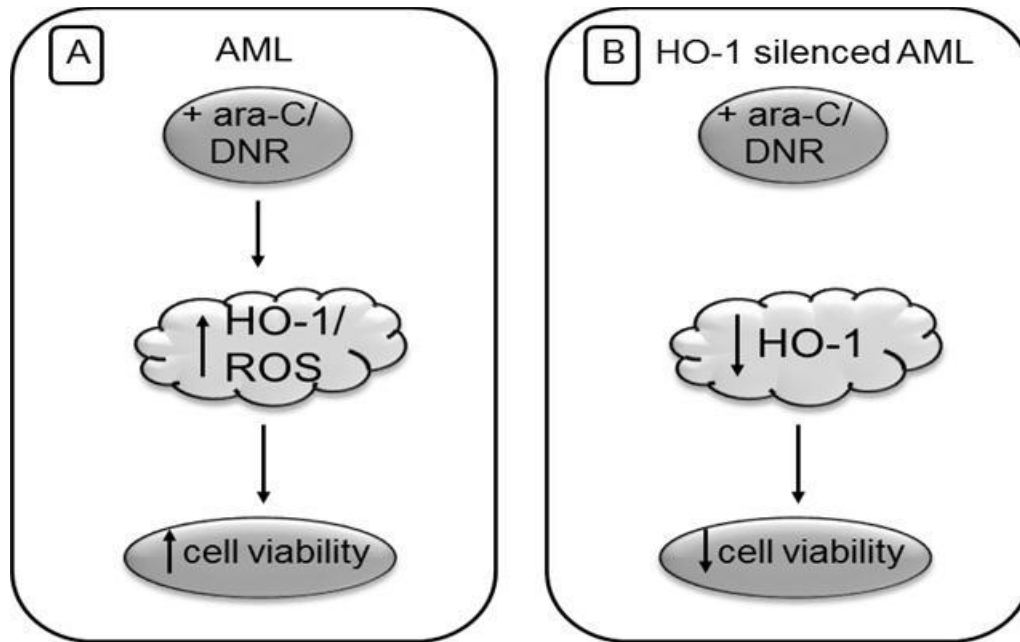 A
AML
+ ara-C/
DNR
HO-1/
ROS
cell viability
B
HO-1 silenced AML
+ ara-C/
DNR
HO-1
cell viability